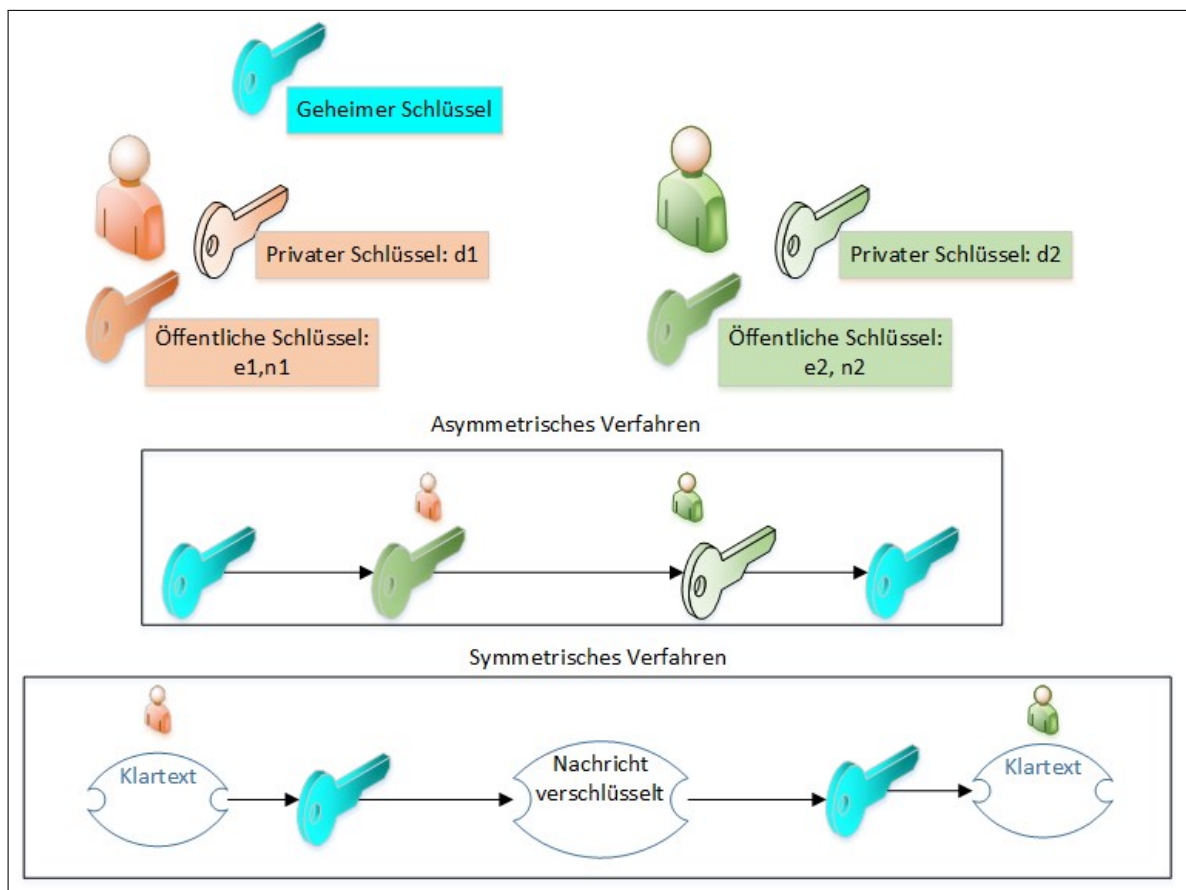 Geheimer Schlüssel
Privater Schlüssel: d1
Privater Schlüssel: d2
Öffentliche Schlüssel:
e1,n1
Öffentliche Schlüssel:
e2, n2
Asymmetrisches Verfahren
Symmetrisches Verfahren
Klartext
Nachricht
verschlüsselt
Klartext